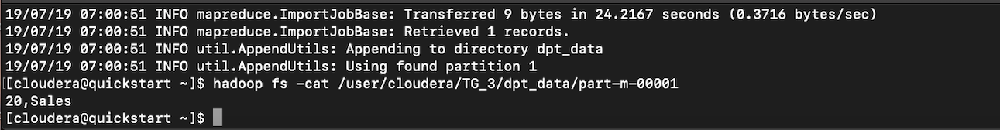 19/07/19 07:00:51 INFO mapreduce.ImportJobBase: Transferred 9 bytes in 24.2167 seconds (0.3716 bytes/sec)
19/07/19 07:00:51 INFO mapreduce.ImportJobBase: Retrieved 1 records.
19/07/19 07:00:51 INFO util.AppendUtils: Appending to directory dpt_data
19/07/19 07:00:51 INFO util.AppendUtils: Using found partition 1
[cloudera@quickstart ~]$ hadoop fs -cat /user/cloudera/TG_3/dpt_data/part-m-00001
20,Sales
[cloudera@quickstart ~]$